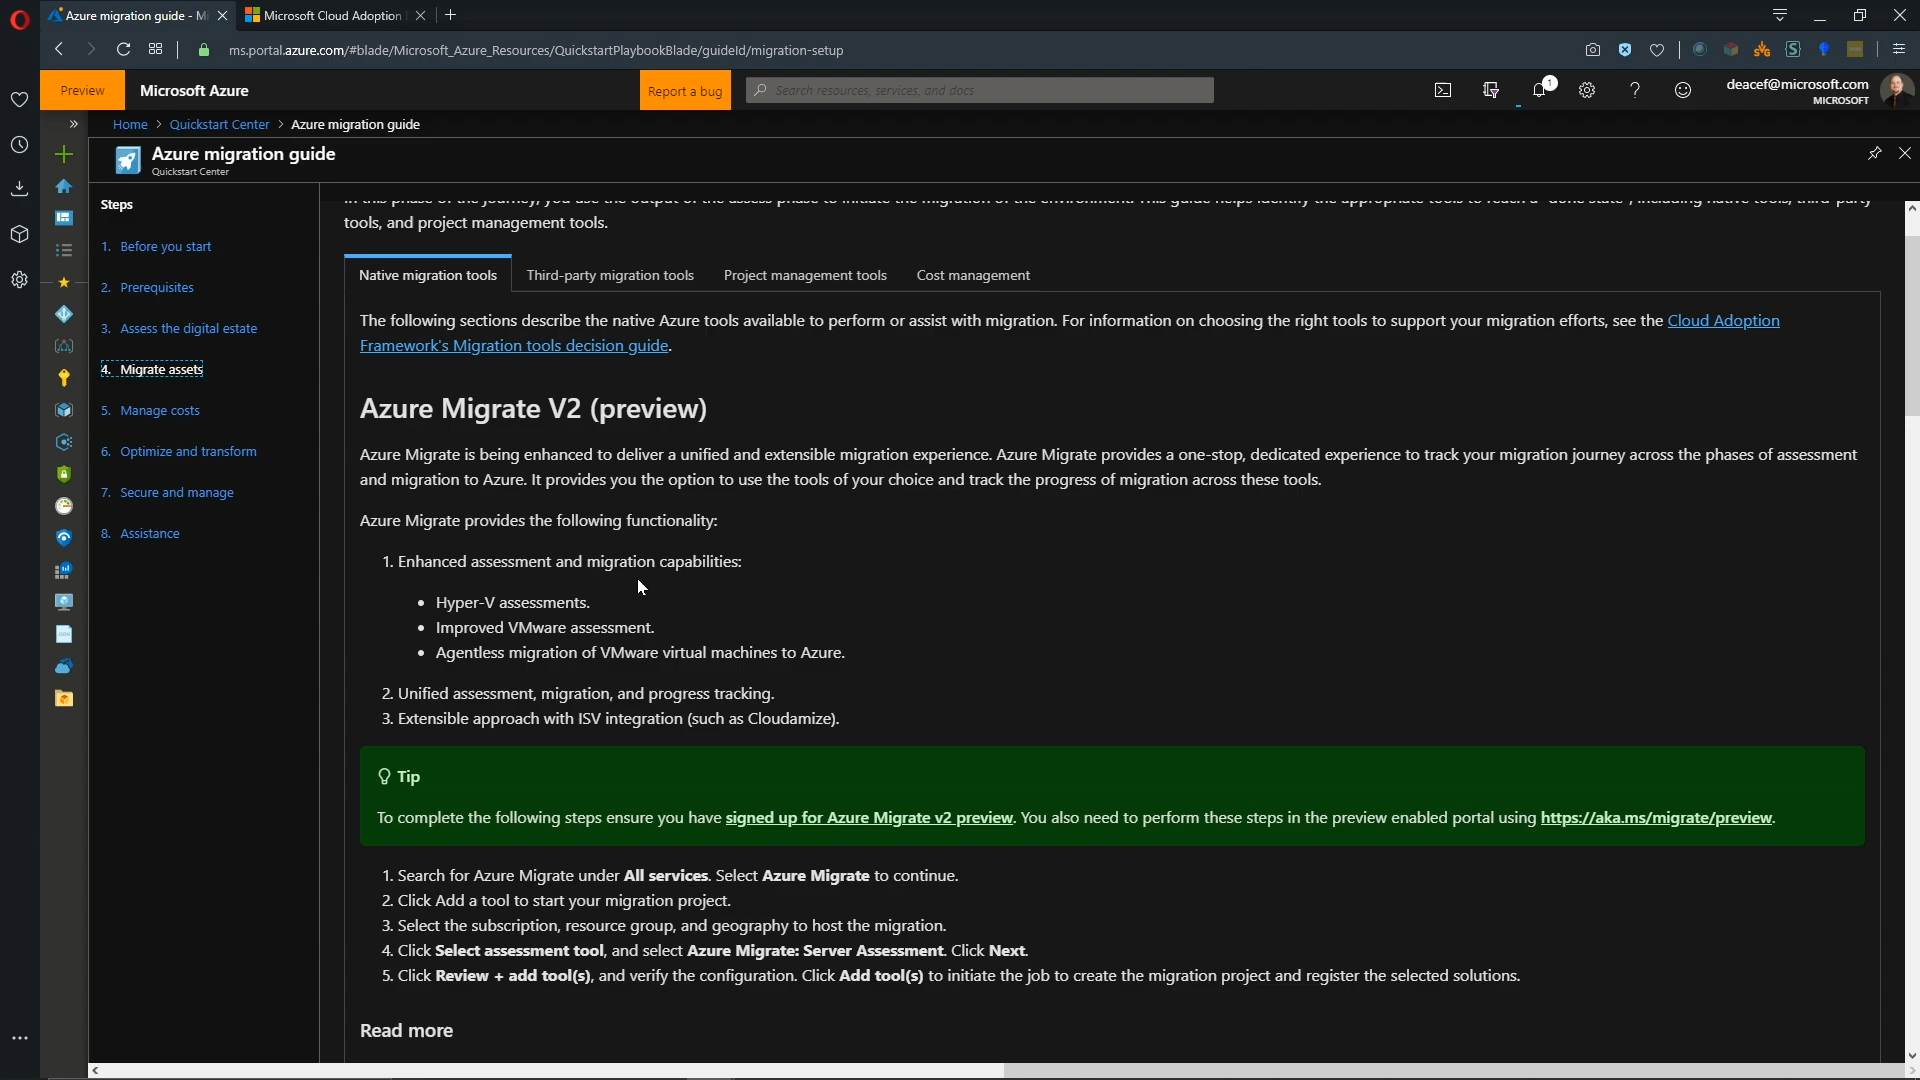 Azure migration guide - Mi
Microsoft Cloud Adoption
ms.portal.azure.com/#blade/Microsoft_Azure_Resources/QuickstartPlaybookBlade/guideId/migration-setup
Preview
Microsoft Azure
Report a bug
Search resources, services, and docs
1
deacef@microsoft.com
MICROSOFT
Home > Quickstart Center > Azure migration guide
Azure migration guide
Quickstart Center
Steps
1. Before you start
2. Prerequisites
3. Assess the digital estate
4. Migrate assets
5. Manage costs
6. Optimize and transform
7. Secure and manage
8. Assistance
tools, and project management tools.
Native migration tools
Third-party migration tools
Project management tools
Cost management
The following sections describe the native Azure tools available to perform or assist with migration. For information on choosing the right tools to support your migration efforts, see the Cloud Adoption
Framework's Migration tools decision guide.
Azure Migrate V2 (preview)
Azure Migrate is being enhanced to deliver a unified and extensible migration experience. Azure Migrate provides a one-stop, dedicated experience to track your migration journey across the phases of assessment
and migration to Azure. It provides you the option to use the tools of your choice and track the progress of migration across these tools.
Azure Migrate provides the following functionality:
1. Enhanced assessment and migration capabilities:
• Hyper-V assessments.
• Improved VMware assessment.
• Agentless migration of VMware virtual machines to Azure.
2. Unified assessment, migration, and progress tracking.
3. Extensible approach with ISV integration (such as Cloudamize).
Tip
To complete the following steps ensure you have signed up for Azure Migrate v2 preview. You also need to perform these steps in the preview enabled portal using https://aka.ms/migrate/preview.
1. Search for Azure Migrate under All services. Select Azure Migrate to continue.
2. Click Add a tool to start your migration project.
3. Select the subscription, resource group, and geography to host the migration.
4. Click Select assessment tool, and select Azure Migrate: Server Assessment. Click Next.
5. Click Review + add tool(s), and verify the configuration. Click Add tool(s) to initiate the job to create the migration project and register the selected solutions.
Read more